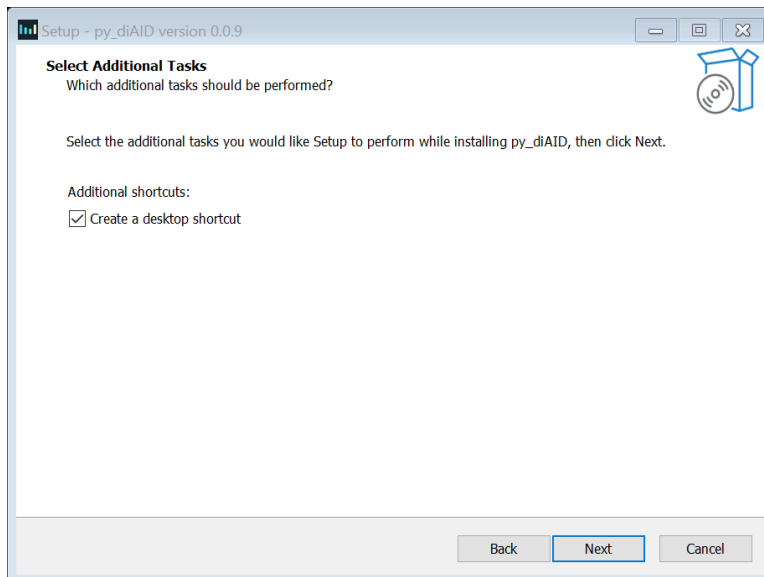 Setup - py_diAID version 0.0.9
Select Additional Tasks
Which additional tasks should be performed?
Select the additional tasks you would like Setup to perform while installing py_diAID, then click Next.
Additional shortcuts:
Create a desktop shortcut
Back Next Cancel